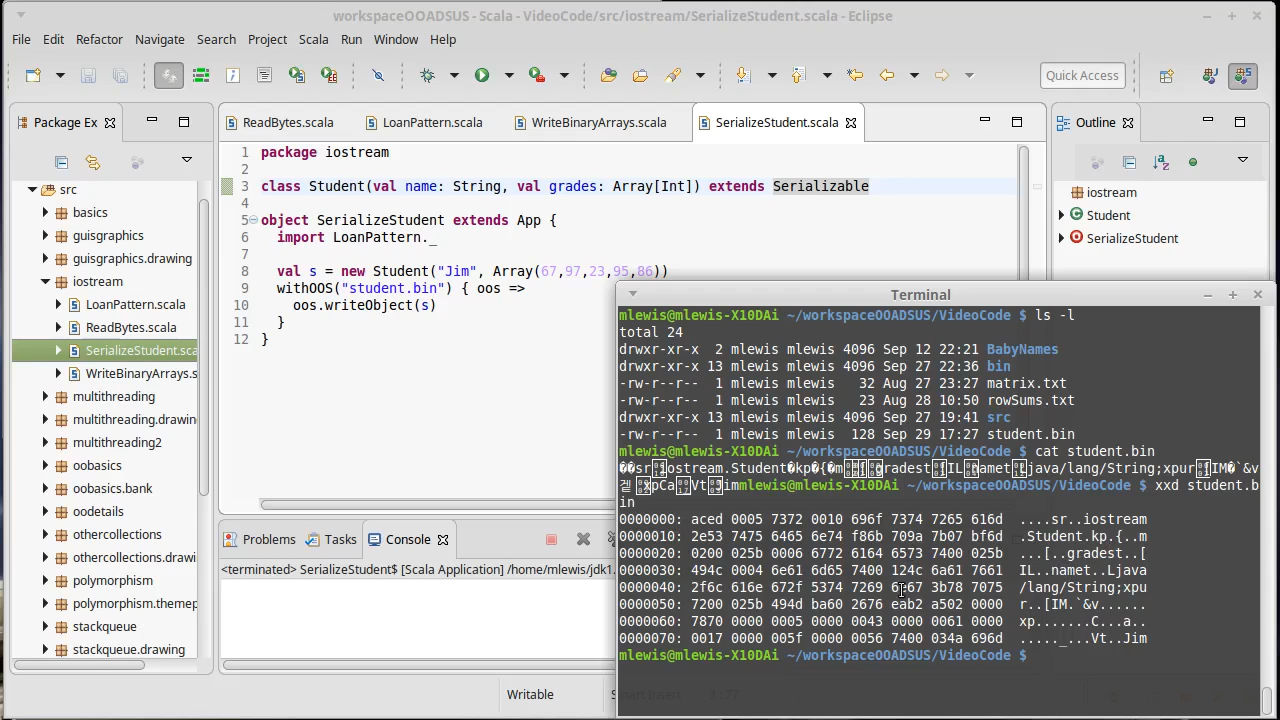 workspaceOOADSUS - Scala - VideoCode/src/iostream/SerializeStudent.scala - Eclipse
File Edit Refactor Navigate Search Project Scala Run Window Help
Quick Access
Package Ex
ReadBytes.scala
LoanPattern.scala
WriteBinaryArrays.scala
SerializeStudent.scala
Outline
src
basics
guisgraphics
guisgraphics.drawing
iostream
LoanPattern.scala
ReadBytes.scala
SerializeStudent.sca
WriteBinaryArrays.s
multithreading
multithreading.drawing
multithreading2
oobasics
oobasics.bank
oodetails
othercollections
othercollections.drawing
polymorphism
polymorphism.themep
stackqueue
stackqueue.drawing
1 package iostream
2
3 class Student(val name: String, val grades: Array[Int]) extends Serializable
4
5 object SerializeStudent extends App {
6 import LoanPattern._
7
8 val s = new Student("Jim", Array(67,97,23,95,86))
9 withOOS("student.bin") { oos =>
10 oos.writeObject(s)
11 }
12 }
iostream
Student
SerializeStudent
Problems Tasks Console
<terminated> SerializeStudent$ [Scala Application] /home/mlewis/jdk1.
Writable
Terminal
mlewis@mlewis-X10DAi ~/workspaceOOADSUS/VideoCode $ ls -l
total 24
drwxr-xr-x 2 mlewis mlewis 4096 Sep 12 22:21 BabyNames
drwxr-xr-x 13 mlewis mlewis 4096 Sep 27 22:36 bin
-rw-r--r-- 1 mlewis mlewis 32 Aug 27 23:27 matrix.txt
-rw-r--r-- 1 mlewis mlewis 23 Aug 28 10:50 rowSums.txt
drwxr-xr-x 13 mlewis mlewis 4096 Sep 27 19:41 src
-rw-r--r-- 1 mlewis mlewis 128 Sep 29 17:27 student.bin
mlewis@mlewis-X10DAi ~/workspaceOOADSUS/VideoCode $ cat student.bin
mlewis@mlewis-X10DAi ~/workspaceOOADSUS/VideoCode $ xxd student.b
in
0000000: aced 0005 7372 0010 696f 7374 7265 616d ....sr..iostream
0000010: 2e53 7475 6465 6e74 f86b 709a 7b07 bf6d .Student.kp.{..m
0000020: 0200 025b 0006 6772 6164 6573 7400 025b ...[..gradest..[
0000030: 494c 0004 6e61 6d65 7400 124c 6a61 7661 IL..namet..Ljava
0000040: 2f6c 616e 672f 5374 7269 6e67 3b78 7075 /lang/String;xpu
0000050: 7200 025b 494d ba60 2676 eab2 a502 0000 r..[IM.`&v......
0000060: 7870 0000 0005 0000 0043 0000 0061 0000 xp.......C...a..
0000070: 0017 0000 005f 0000 0056 7400 034a 696d ....._...Vt..Jim
mlewis@mlewis-X10DAi ~/workspaceOOADSUS/VideoCode $